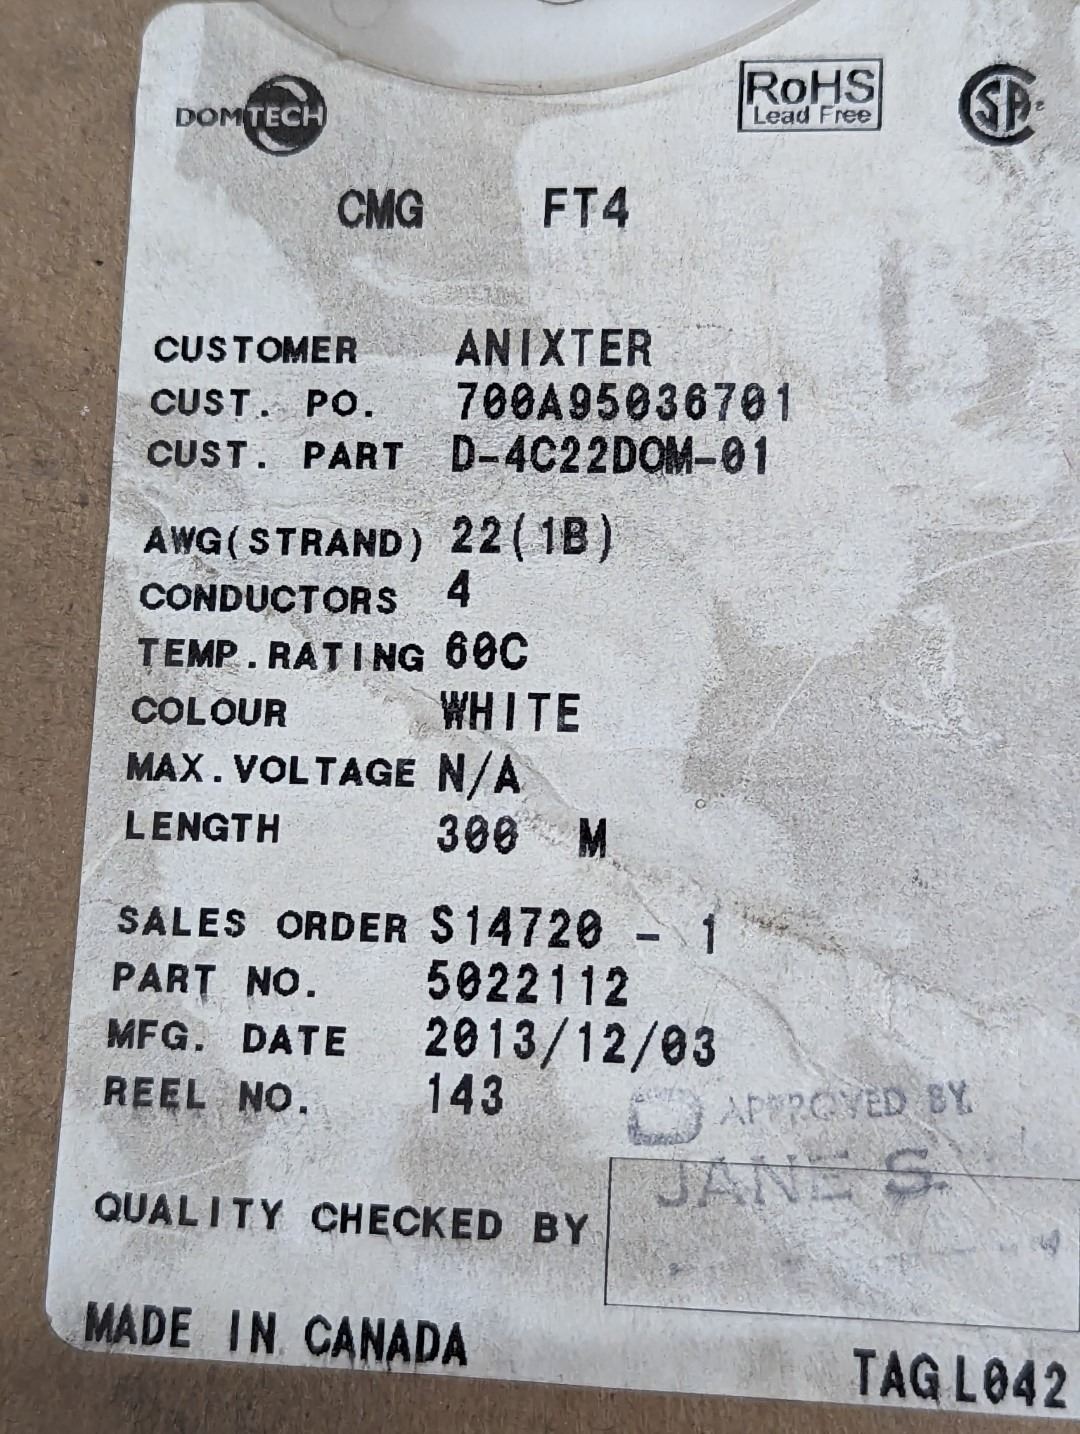 DOMTECH
RoHS
Lead Free
CSA
CMG FT4
CUSTOMER ANIXTER
CUST. PO. 700A95036701
CUST. PART D-4C22DOM-01
AWG(STRAND) 22(1B)
CONDUCTORS 4
TEMP.RATING 60C
COLOUR WHITE
MAX.VOLTAGE N/A
LENGTH 300 M
SALES ORDER S14720 - 1
PART NO. 5022112
MFG. DATE 2013/12/03
REEL NO. 143
APPROVED BY.
JANE S.
QUALITY CHECKED BY
MADE IN CANADA
TAG L042